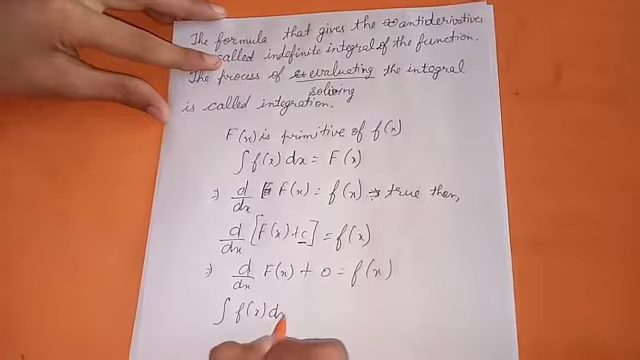 The formula that gives the antiderivatives
called indefinite integral of the function.
The process of evaluating the integral
solving
is called integration.
F(x) is primitive of f(x)
∫f(x) dx = F(x)
⇒ d/dx F(x) = f(x) → true then,
d/dx [F(x) + c] = f(x)
⇒ d/dx F(x) + 0 = f(x)
∫ f(x) dx